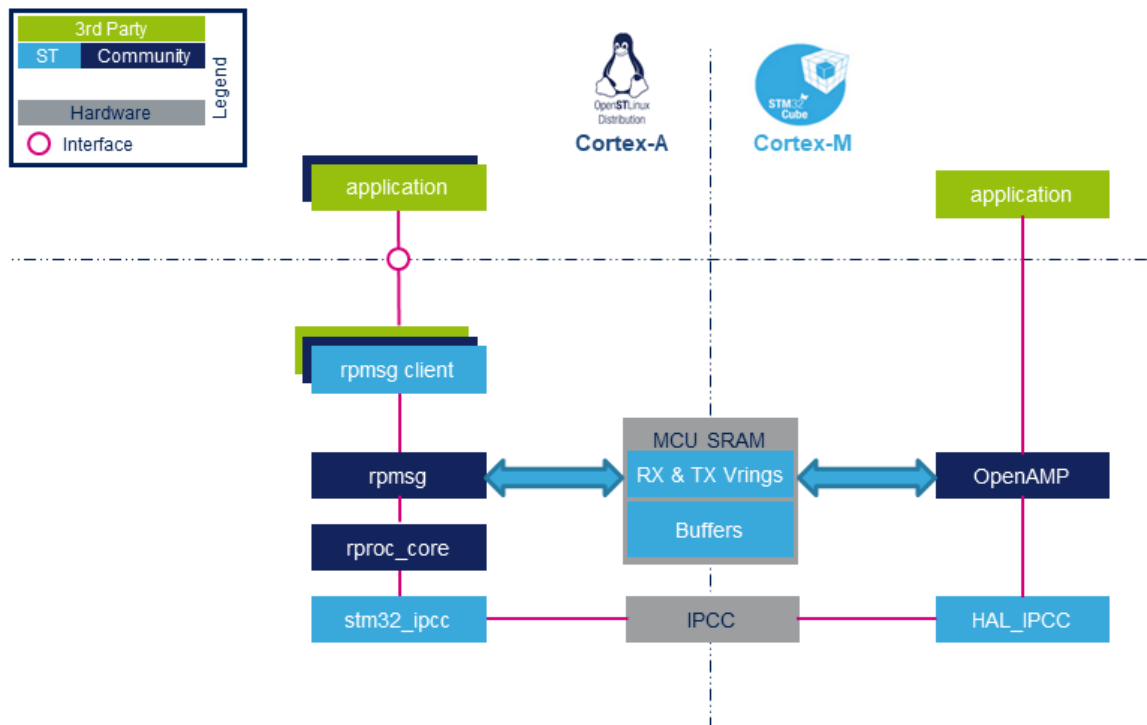 3rd Party
ST
Community
Legend
Hardware
Interface
OpenSTLinux
Distribution
Cortex-A
STM32
Cube
Cortex-M
application
application
rpmsg client
MCU SRAM
rpmsg
RX & TX Vrings
OpenAMP
Buffers
rproc_core
stm32_ipcc
IPCC
HAL_IPCC